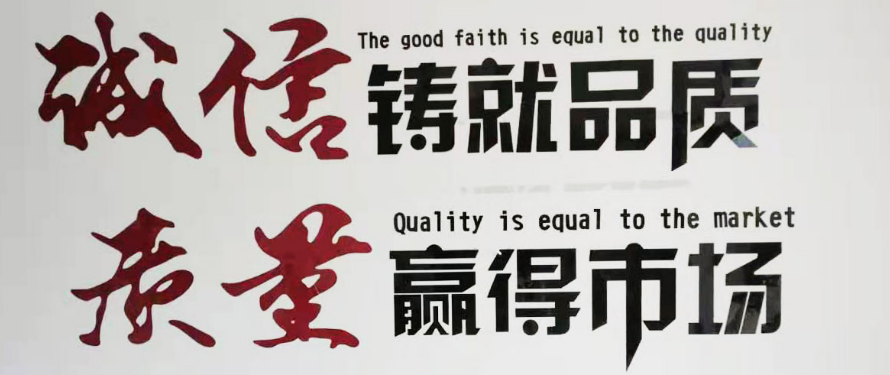 The good faith is equal to the quality
诚信铸就品质
Quality is equal to the market
质量赢得市场